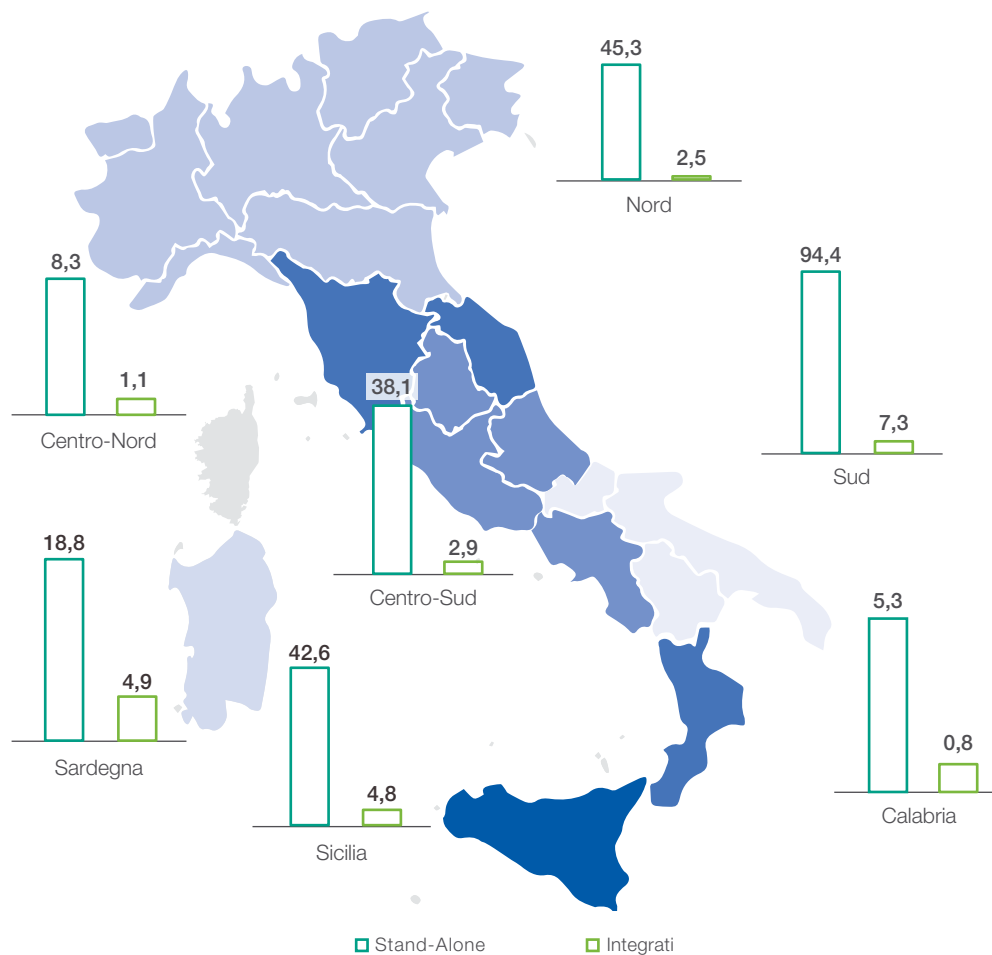 45,3
2,5
Nord
8,3
1,1
Centro-Nord
94,4
7,3
Sud
38,1
2,9
Centro-Sud
18,8
4,9
Sardegna
42,6
4,8
Sicilia
5,3
0,8
Calabria
Stand-Alone
Integrati